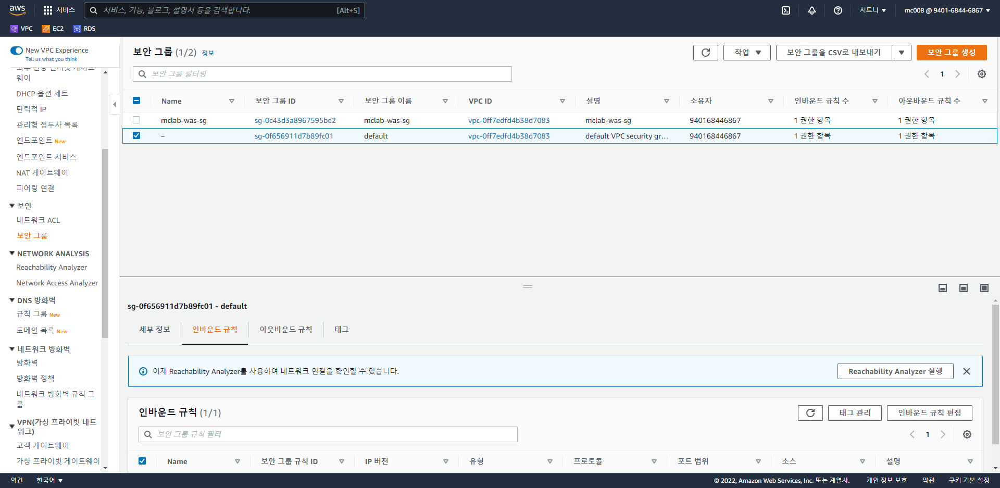 aws
서비스
서비스, 기능, 블로그, 설명서 등을 검색합니다.
[Alt+S]
시드니
mc008 @ 9401-6844-6867
VPC
EC2
RDS
New VPC Experience
Tell us what you think
웨이
DHCP 옵션 세트
탄력적 IP
관리형 접두사 목록
엔드포인트 New
엔드포인트 서비스
NAT 게이트웨이
피어링 연결
보안
네트워크 ACL
보안 그룹
NETWORK ANALYSIS
Reachability Analyzer
Network Access Analyzer
DNS 방화벽
규칙 그룹 New
도메인 목록 New
네트워크 방화벽
방화벽
방화벽 정책
네트워크 방화벽 규칙 그
룹
VPN(가상 프라이빗 네트
워크)
고객 게이트웨이
가상 프라이빗 게이트웨이
보안 그룹 (1/2) 정보
작업
보안 그룹을 CSV로 내보내기
보안 그룹 생성
보안 그룹 필터링
1
Name 보안 그룹 ID 보안 그룹 이름 VPC ID 설명 소유자 인바운드 규칙 수 아웃바운드 규칙 수
mclab-was-sg sg-0c43d3a8967595be2 mclab-was-sg vpc-0ff7edfd4b38d7083 mclab-was-sg 940168446867 1 권한 항목 1 권한 항목
– sg-0f656911d7b89fc01 default vpc-0ff7edfd4b38d7083 default VPC security gr... 940168446867 1 권한 항목 1 권한 항목
sg-0f656911d7b89fc01 - default
세부 정보 인바운드 규칙 아웃바운드 규칙 태그
이제 Reachability Analyzer를 사용하여 네트워크 연결을 확인할 수 있습니다.
Reachability Analyzer 실행
인바운드 규칙 (1/1)
태그 관리
인바운드 규칙 편집
보안 그룹 규칙 필터
1
Name 보안 그룹 규칙 ID IP 버전 유형 프로토콜 포트 범위 소스 설명
의견
한국어
© 2022, Amazon Web Services, Inc. 또는 계열사.
개인 정보 보호
약관
쿠키 기본 설정